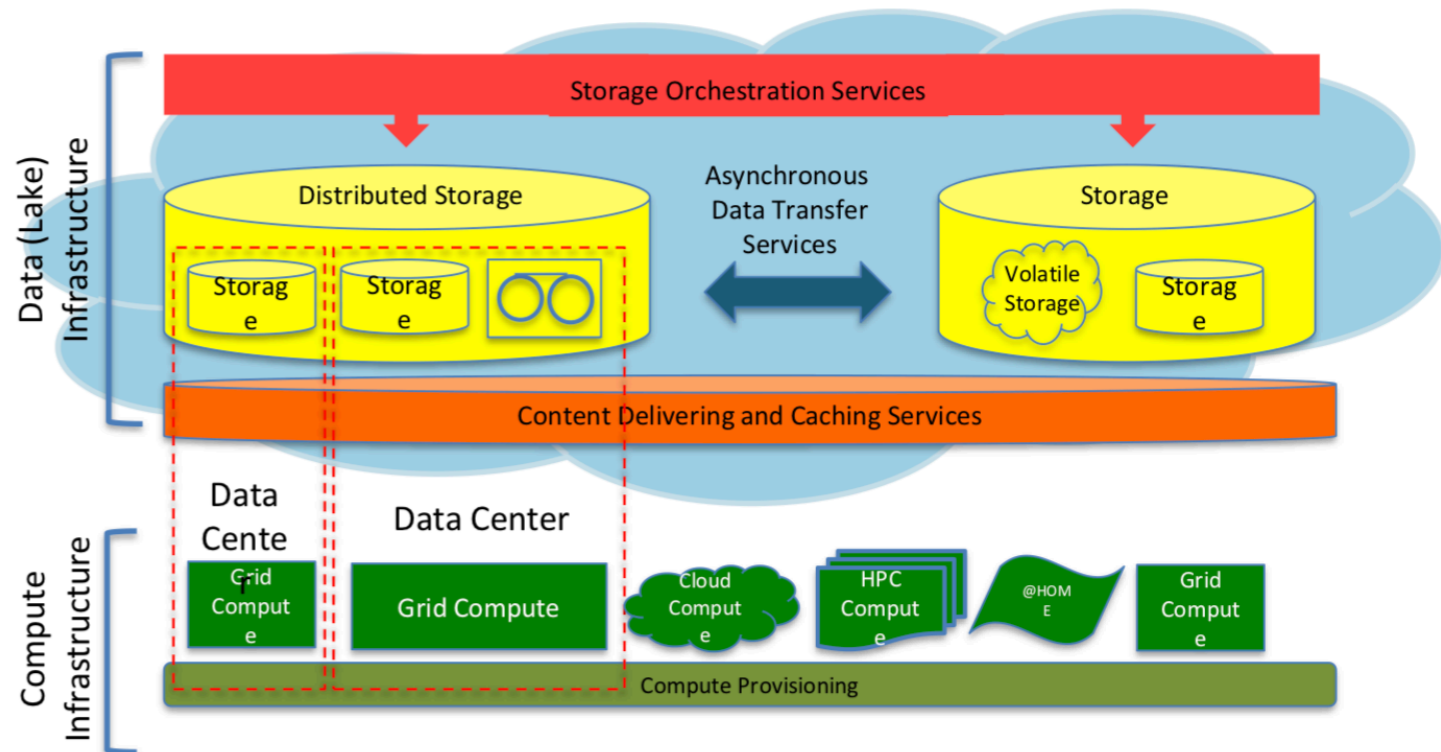 Data (Lake)
Infrastructure
Storage Orchestration Services
Distributed Storage
Storag
e
Storag
e
Asynchronous
Data Transfer
Services
Storage
Volatile
Storage
Storag
e
Content Delivering and Caching Services
Compute
Infrastructure
Data
Cente
r
Data Center
Grid
Comput
e
Grid Compute
Cloud
Comput
e
HPC
Comput
e
@HOM
E
Grid
Comput
e
Compute Provisioning